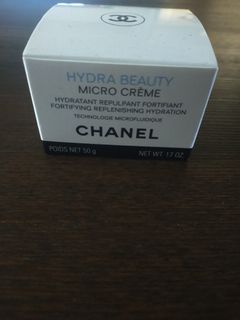 CHANEL
HYDRA BEAUTY
MICRO CRÈME
HYDRATANT REPULPANT FORTIFIANT
FORTIFYING REPLENISHING HYDRATION
TECHNOLOGIE MICROFLUIDIQUE
CHANEL
POIDS NET 50 g NET WT. 1.7 OZ.